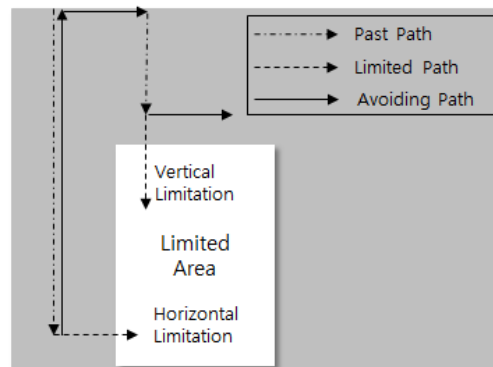 Past Path
Limited Path
Avoiding Path
Vertical
Limitation
Limited
Area
Horizontal
Limitation